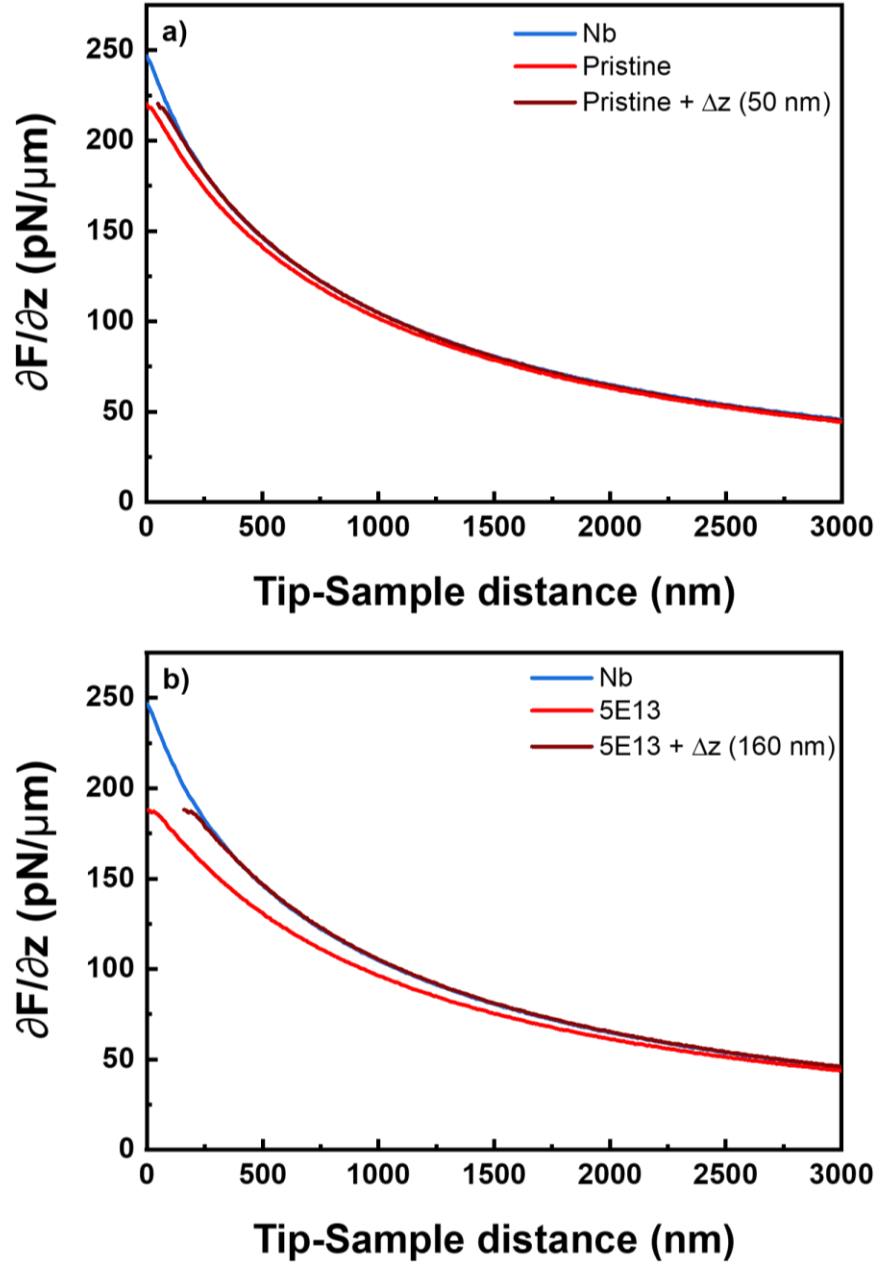 a)
Nb
Pristine
Pristine + Δz (50 nm)
250
200
150
100
50
0
∂F/∂z (pN/μm)
0 500 1000 1500 2000 2500 3000
Tip-Sample distance (nm)
b)
Nb
5E13
5E13 + Δz (160 nm)
250
200
150
100
50
0
∂F/∂z (pN/μm)
0 500 1000 1500 2000 2500 3000
Tip-Sample distance (nm)